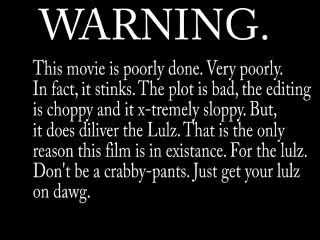 WARNING.
This movie is poorly done. Very poorly.
In fact, it stinks. The plot is bad, the editing
is choppy and it x-tremely sloppy. But,
it does diliver the Lulz. That is the only
reason this film is in existance. For the lulz.
Don't be a crabby-pants. Just get your lulz
on dawg.